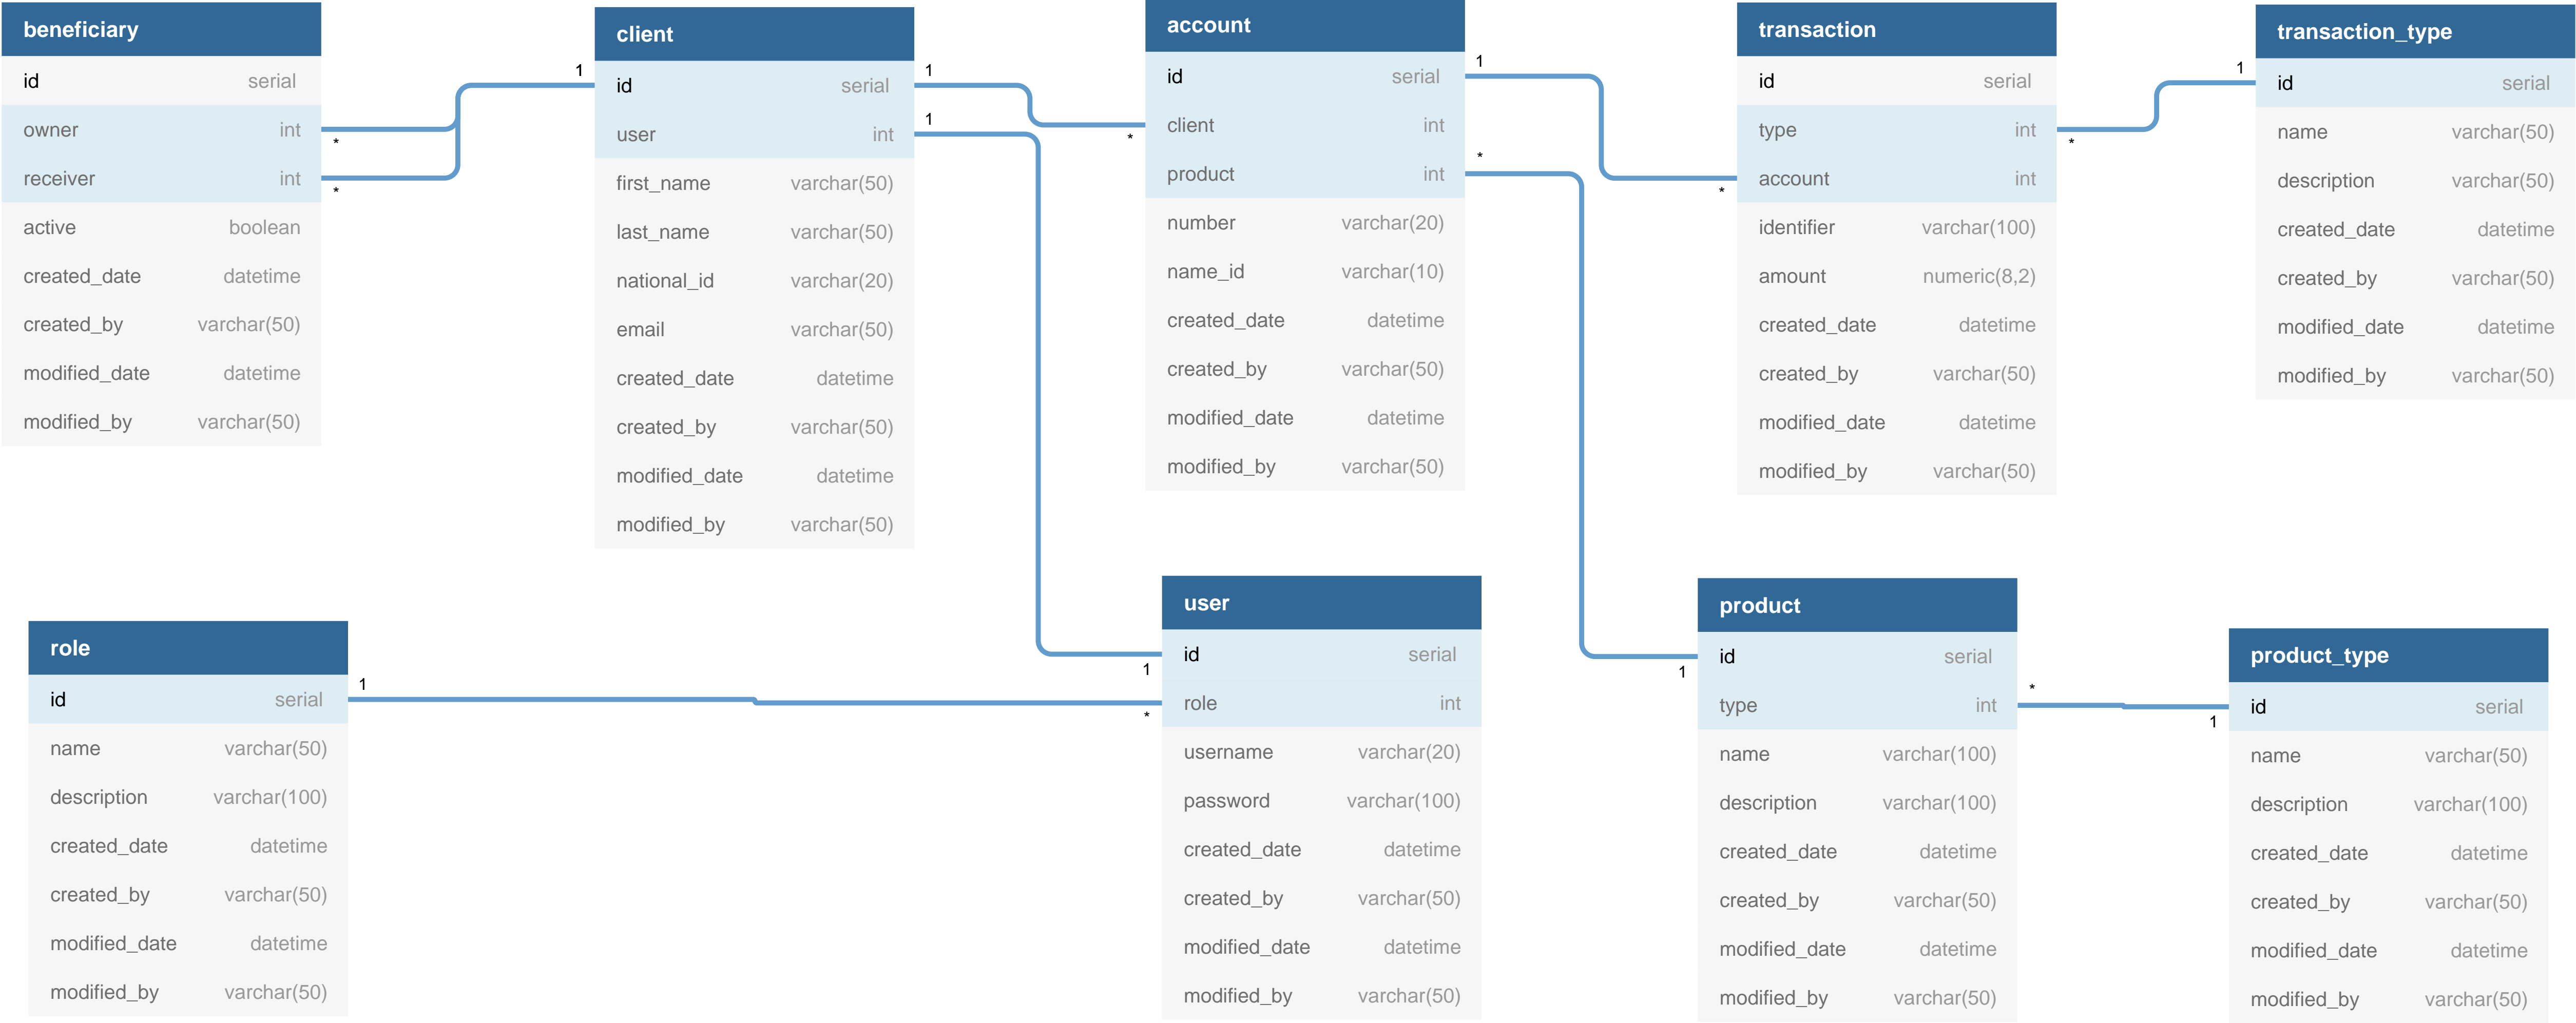 beneficiary
id serial
owner int
receiver int
active boolean
created_date datetime
created_by varchar(50)
modified_date datetime
modified_by varchar(50)
*
*
1
client
id serial
user int
first_name varchar(50)
last_name varchar(50)
national_id varchar(20)
email varchar(50)
created_date datetime
created_by varchar(50)
modified_date datetime
modified_by varchar(50)
1
1
*
account
id serial
client int
product int
number varchar(20)
name_id varchar(10)
created_date datetime
created_by varchar(50)
modified_date datetime
modified_by varchar(50)
1
*
*
transaction
id serial
type int
account int
identifier varchar(100)
amount numeric(8,2)
created_date datetime
created_by varchar(50)
modified_date datetime
modified_by varchar(50)
*
1
transaction_type
id serial
name varchar(50)
description varchar(50)
created_date datetime
created_by varchar(50)
modified_date datetime
modified_by varchar(50)
role
id serial
name varchar(50)
description varchar(100)
created_date datetime
created_by varchar(50)
modified_date datetime
modified_by varchar(50)
1
1
*
user
id serial
role int
username varchar(20)
password varchar(100)
created_date datetime
created_by varchar(50)
modified_date datetime
modified_by varchar(50)
1
product
id serial
type int
name varchar(100)
description varchar(100)
created_date datetime
created_by varchar(50)
modified_date datetime
modified_by varchar(50)
*
1
product_type
id serial
name varchar(50)
description varchar(100)
created_date datetime
created_by varchar(50)
modified_date datetime
modified_by varchar(50)